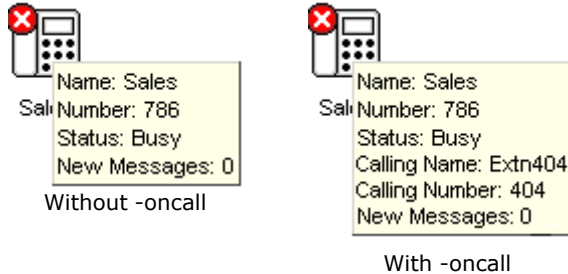 Name: Sales
Number: 786
Status: Busy
New Messages: 0
Sal
Without -oncall
Name: Sales
Number: 786
Status: Busy
Calling Name: Extn404
Calling Number: 404
New Messages: 0
Sal
With -oncall